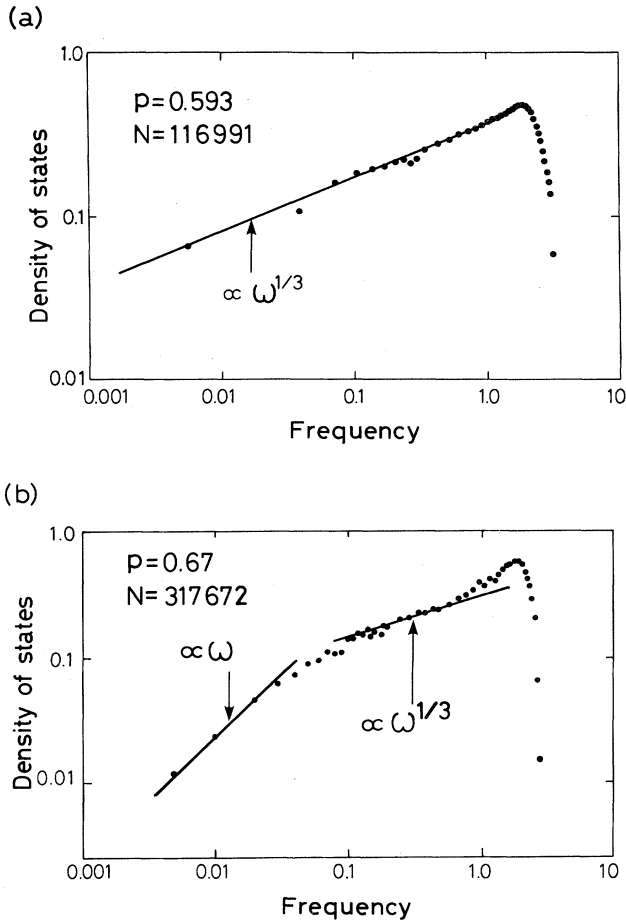 (a)
1.0
p=0.593
N=116991
0.1
∝ ω^1/3
0.01
0.001 0.01 0.1 1.0 10
Density of states
Frequency
(b)
1.0
p=0.67
N=317672
∝ω
0.1
∝ω^1/3
0.01
0.001 0.01 0.1 1.0 10
Density of states
Frequency